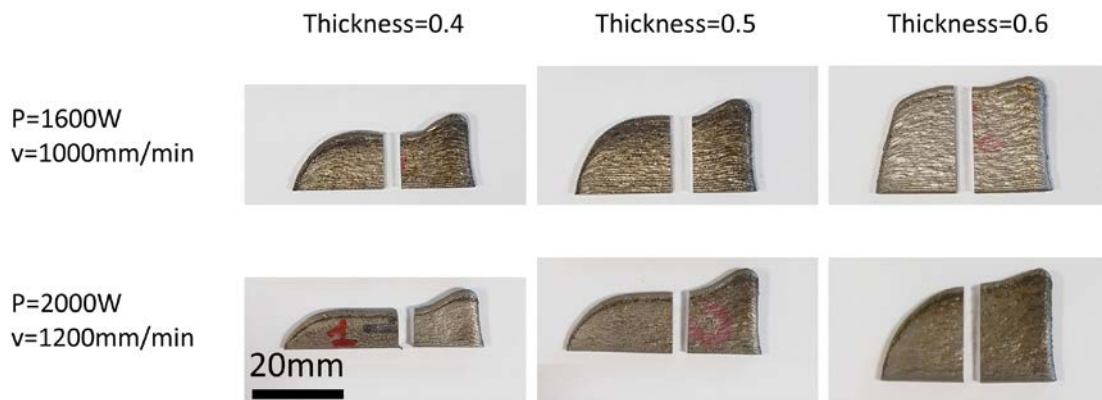 Thickness=0.4
Thickness=0.5
Thickness=0.6
P=1600W
v=1000mm/min
P=2000W
v=1200mm/min
1
20mm